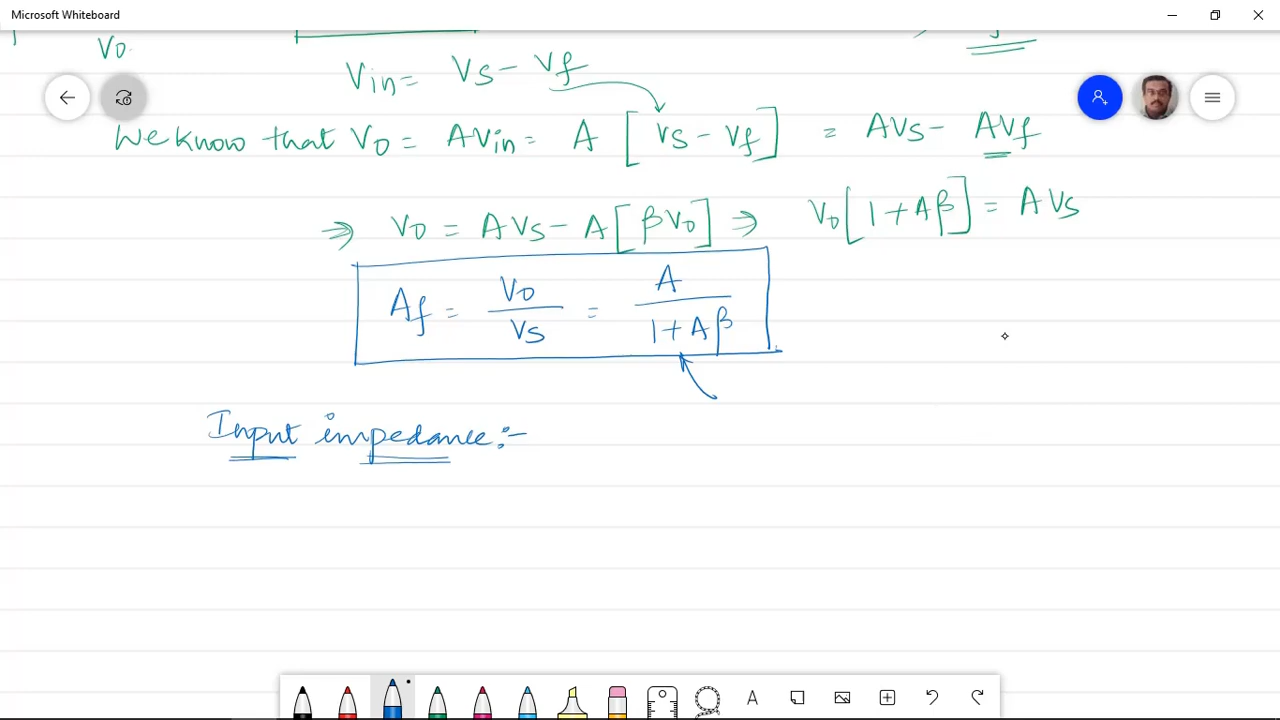 Microsoft Whiteboard
Vo
Vin = Vs - Vf
We know that Vo = AVin = A [Vs - Vf] = AVs - AVf
⇒ Vo = AVs - A[βVo] ⇒ Vo[1+Aβ] = AVs
Af = Vo/Vs = A/(1+Aβ)
Input impedance:-
A